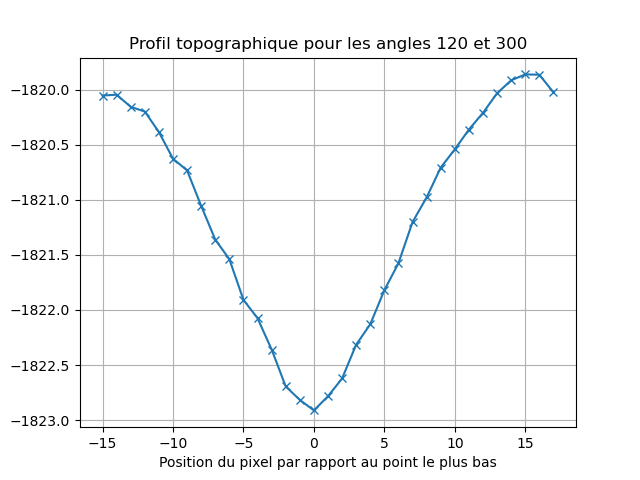 Profil topographique pour les angles 120 et 300
−1820.0
−1820.5
−1821.0
−1821.5
−1822.0
−1822.5
−1823.0
−15 −10 −5 0 5 10 15
Position du pixel par rapport au point le plus bas